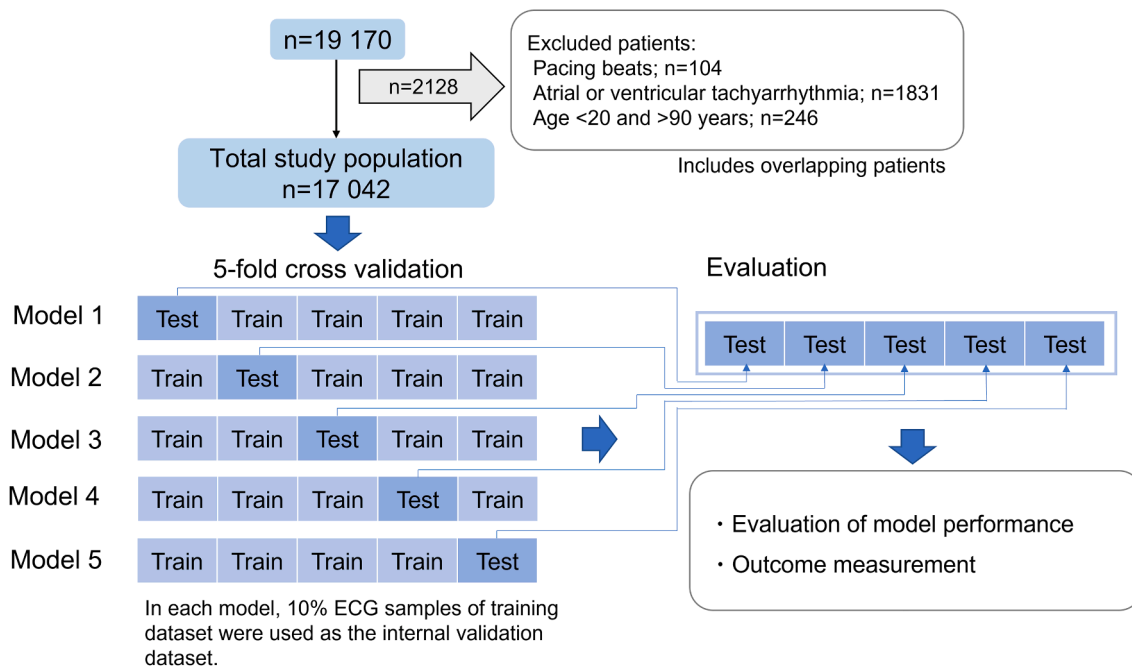 n=19 170
n=2128
Excluded patients:
Pacing beats; n=104
Atrial or ventricular tachyarrhythmia; n=1831
Age <20 and >90 years; n=246
Includes overlapping patients
Total study population
n=17 042
5-fold cross validation
Evaluation
Model 1 Test Train Train Train Train
Model 2 Train Test Train Train Train
Model 3 Train Train Test Train Train
Model 4 Train Train Train Test Train
Model 5 Train Train Train Train Test
In each model, 10% ECG samples of training
dataset were used as the internal validation
dataset.
Test Test Test Test Test
・Evaluation of model performance
・Outcome measurement